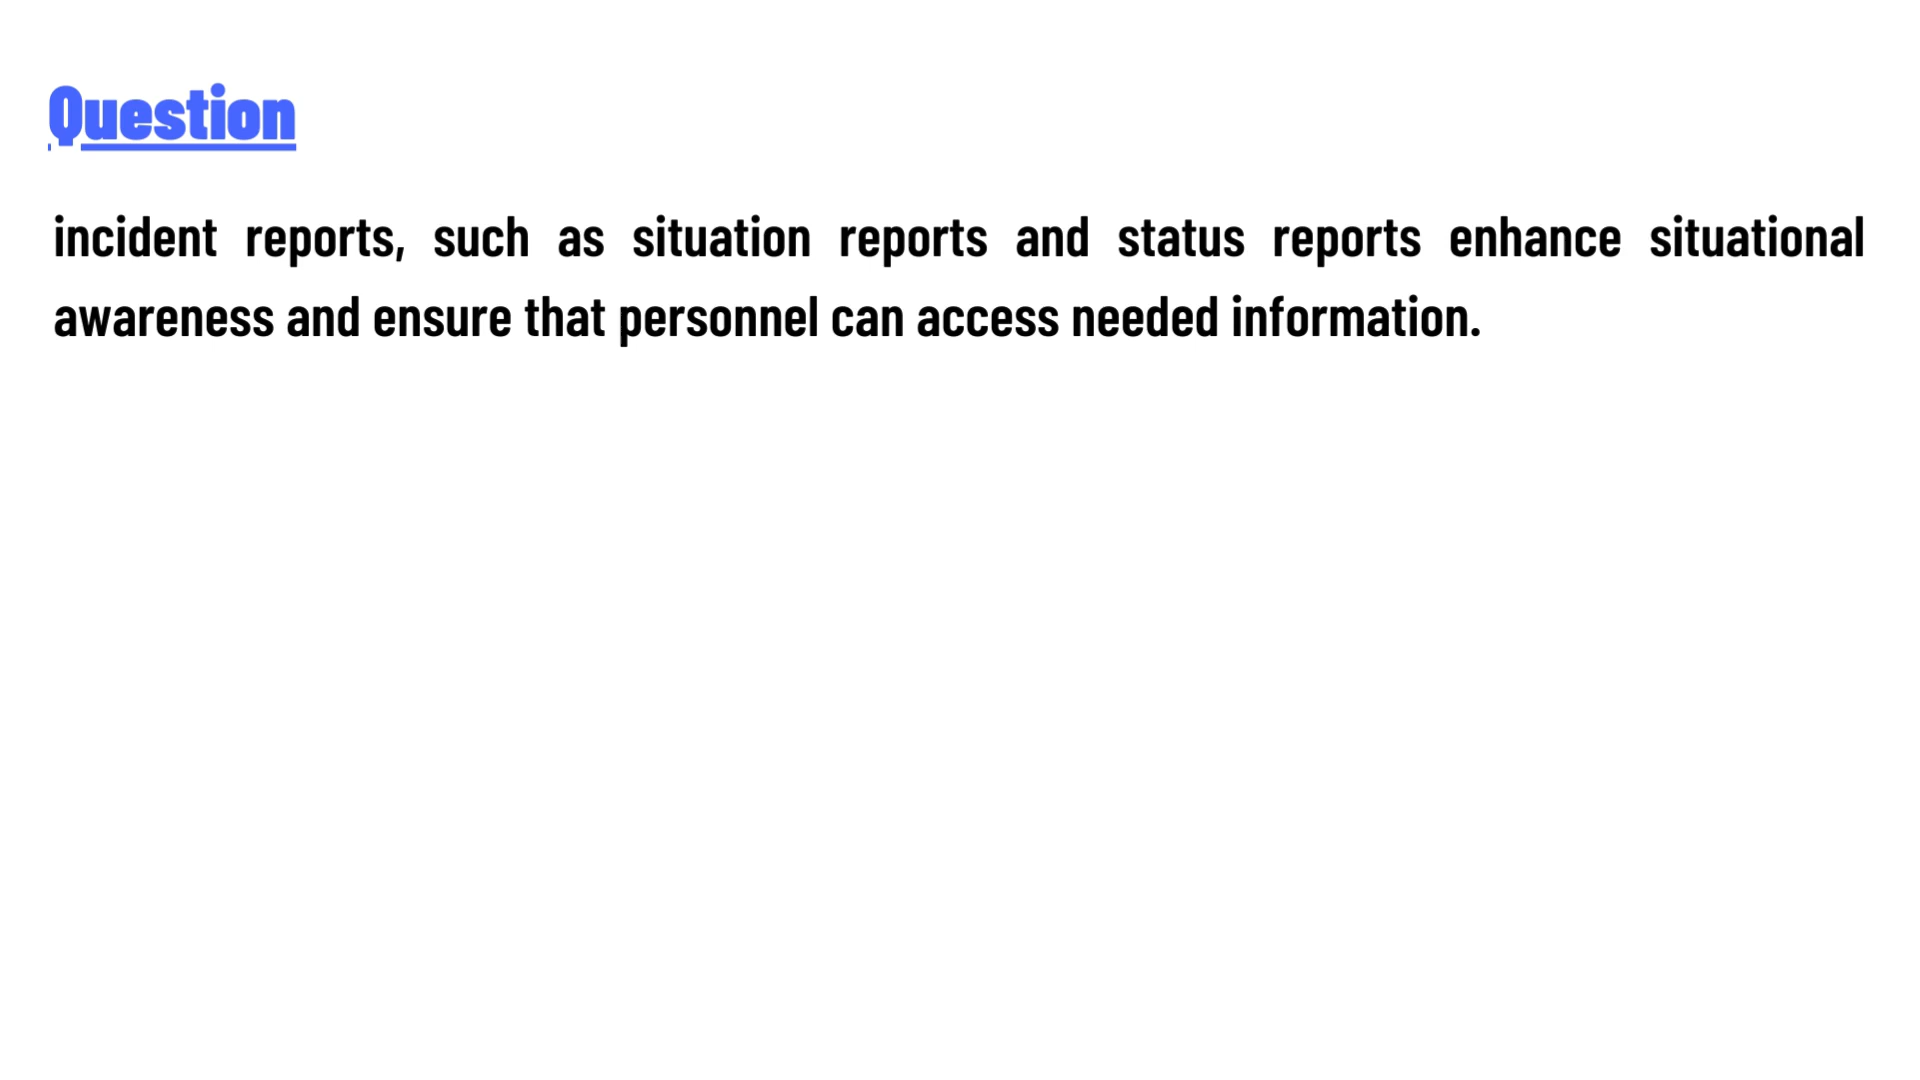 Question
incident reports, such as situation reports and status reports enhance situational
awareness and ensure that personnel can access needed information.